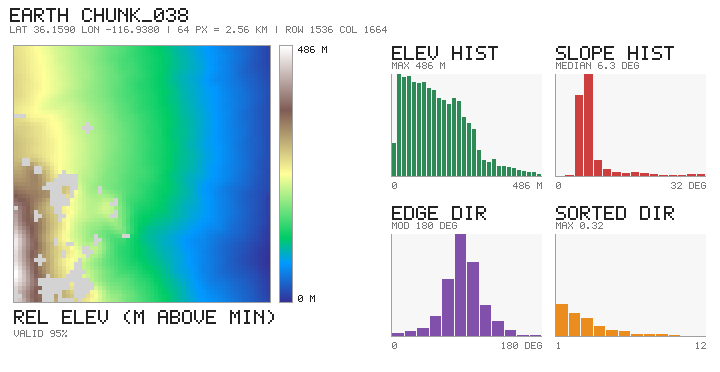 EARTH CHUNK_038
LAT 36.1590 LON -116.9380 | 64 PX = 2.56 KM | ROW 1536 COL 1664
486 M
0 M
REL ELEV (M ABOVE MIN)
VALID 95%
ELEV HIST
MAX 486 M
0 486 M
SLOPE HIST
MEDIAN 6.3 DEG
0 32 DEG
EDGE DIR
MOD 180 DEG
0 180 DEG
SORTED DIR
MAX 0.32
1 12